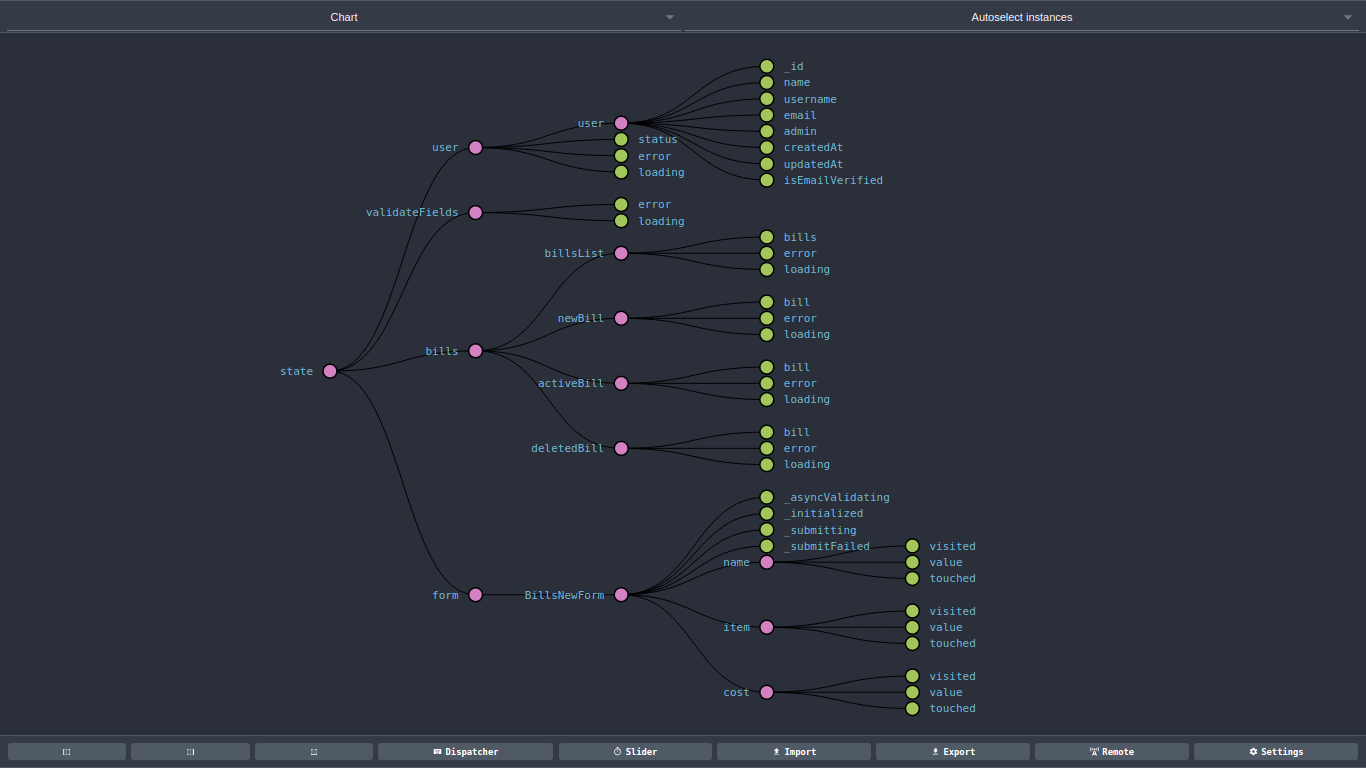 Chart
Autoselect instances
_id
name
username
email
admin
createdAt
updatedAt
isEmailVerified
user
status
error
loading
user
validateFields
error
loading
billsList
bills
error
loading
newBill
bill
error
loading
bills
activeBill
bill
error
loading
state
deletedBill
bill
error
loading
_asyncValidating
_initialized
_submitting
_submitFailed
name
visited
value
touched
form
BillsNewForm
item
visited
value
touched
cost
visited
value
touched
Dispatcher
Slider
Import
Export
Remote
Settings